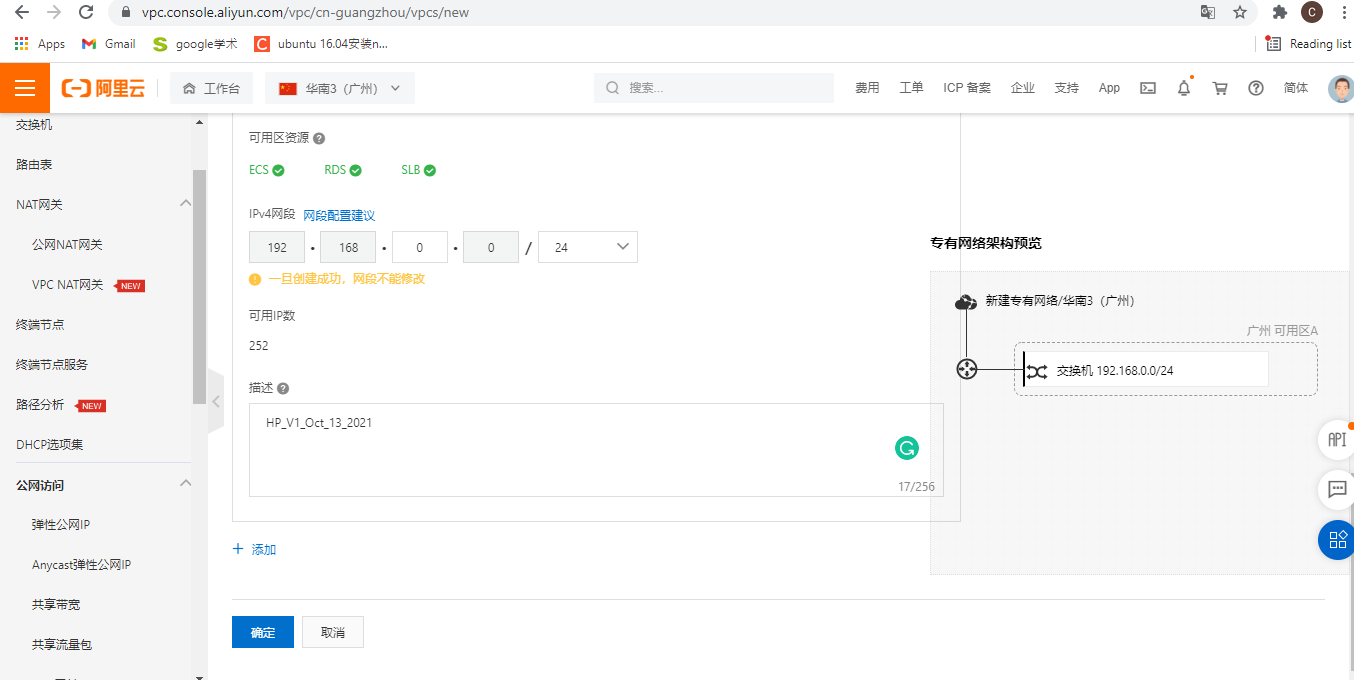 vpc.console.aliyun.com/vpc/cn-guangzhou/vpcs/new
C
Apps
Gmail
S
google学术
C
ubuntu 16.04安装n...
Reading list
阿里云
工作台
华南3（广州）
搜索...
费用
工单
ICP 备案
企业
支持
App
简体
交换机
路由表
NAT网关
公网NAT网关
VPC NAT网关
NEW
终端节点
终端节点服务
路径分析
NEW
DHCP选项集
公网访问
弹性公网IP
Anycast弹性公网IP
共享带宽
共享流量包
可用区资源
ECS
RDS
SLB
IPv4网段 网段配置建议
192 . 168 . 0 . 0 / 24
一旦创建成功，网段不能修改
可用IP数
252
描述
HP_V1_Oct_13_2021
17/256
添加
确定
取消
专有网络架构预览
新建专有网络/华南3（广州）
广州 可用区A
交换机 192.168.0.0/24
API